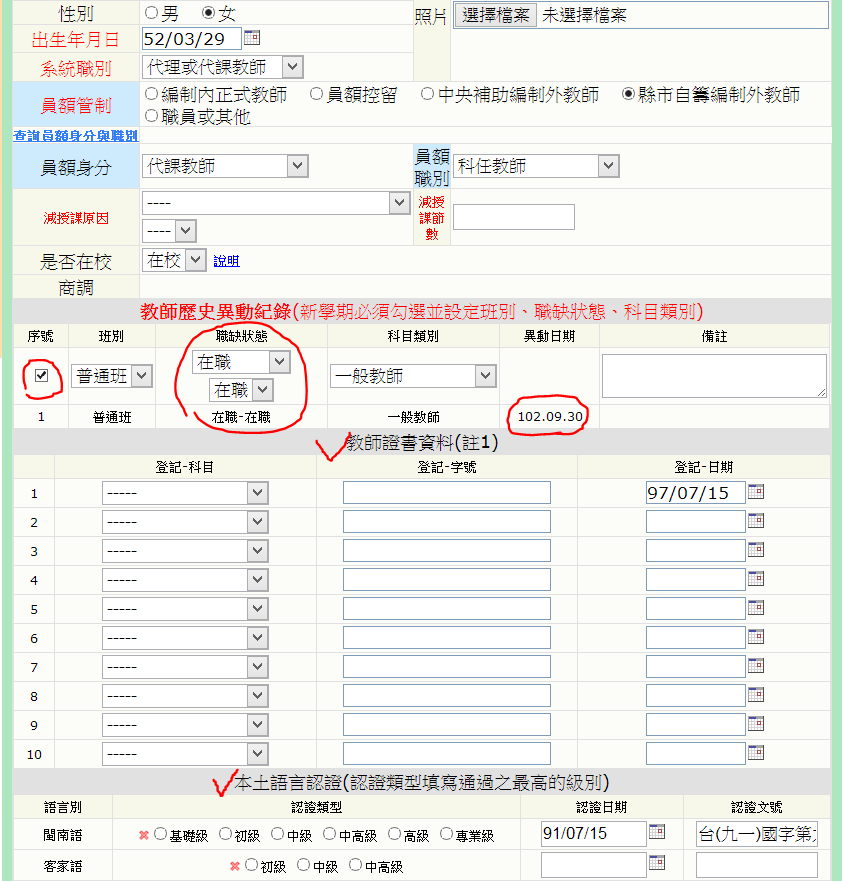 性別 男 女 照片 選擇檔案 未選擇檔案
出生年月日 52/03/29
系統職別 代理或代課教師
員額管制 編制內正式教師 員額控留 中央補助編制外教師 縣市自籌編制外教師
職員或其他
查詢員額身分與職別
員額身分 代課教師 員額職別 科任教師
減授課原因 ---- 減授課節數
----
是否在校 在校 說明
商調
教師歷史異動紀錄(新學期必須勾選並設定班別、職缺狀態、科目類別)
序號 班別 職缺狀態 科目類別 異動日期 備註
普通班 在職 一般教師
在職
1 普通班 在職-在職 一般教師 102.09.30
教師證書資料(註1)
登記-科目 登記-字號 登記-日期
1 ----- 97/07/15
2 -----
3 -----
4 -----
5 -----
6 -----
7 -----
8 -----
9 -----
10 -----
本土語言認證(認證類型填寫通過之最高的級別)
語言別 認證類型 認證日期 認證文號
閩南語 基礎級 初級 中級 中高級 高級 專業級 91/07/15 台(九一)國字第
客家語 初級 中級 中高級